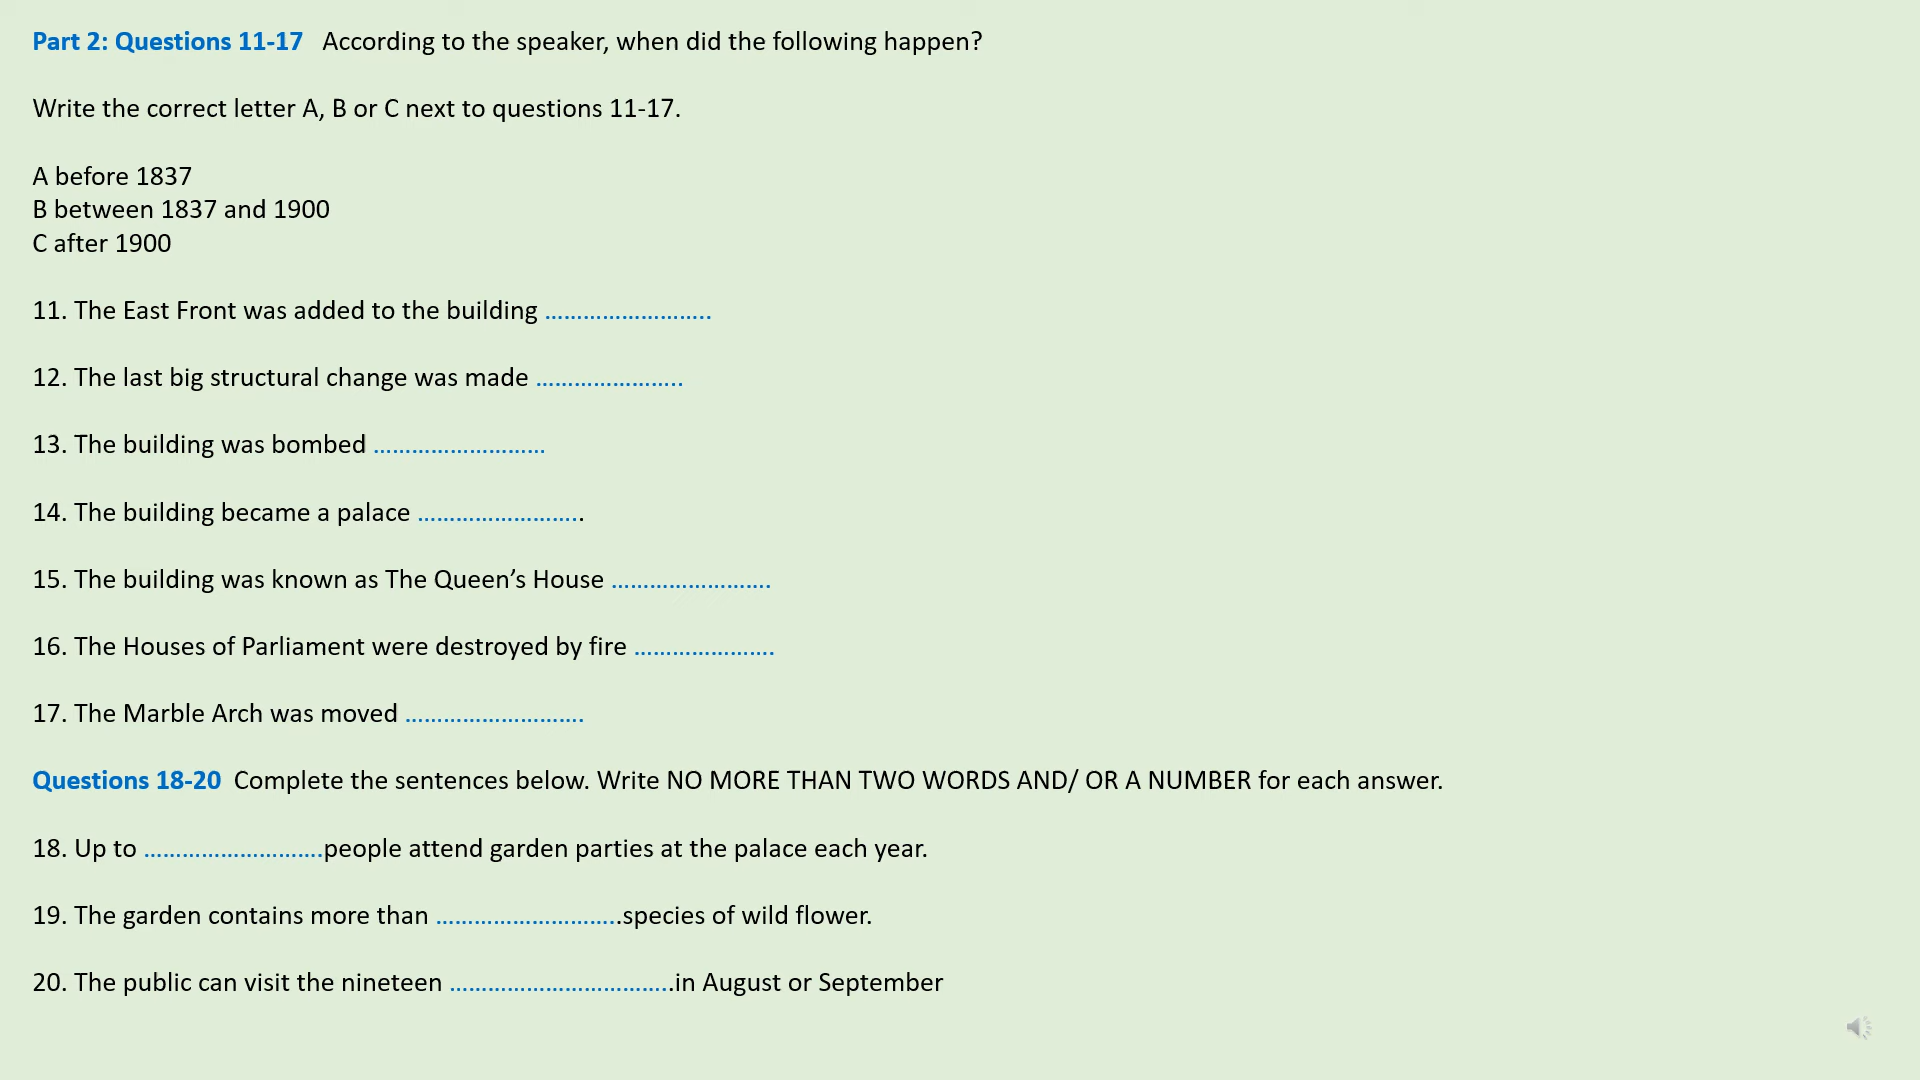 Part 2: Questions 11-17 According to the speaker, when did the following happen?
Write the correct letter A, B or C next to questions 11-17.
A before 1837
B between 1837 and 1900
C after 1900
11. The East Front was added to the building ……………………..
12. The last big structural change was made …………………..
13. The building was bombed ………………………
14. The building became a palace ……………………..
15. The building was known as The Queen’s House …………………….
16. The Houses of Parliament were destroyed by fire ………………….
17. The Marble Arch was moved ……………………….
Questions 18-20 Complete the sentences below. Write NO MORE THAN TWO WORDS AND/ OR A NUMBER for each answer.
18. Up to ……………………….people attend garden parties at the palace each year.
19. The garden contains more than ………………………..species of wild flower.
20. The public can visit the nineteen ……………………………..in August or September